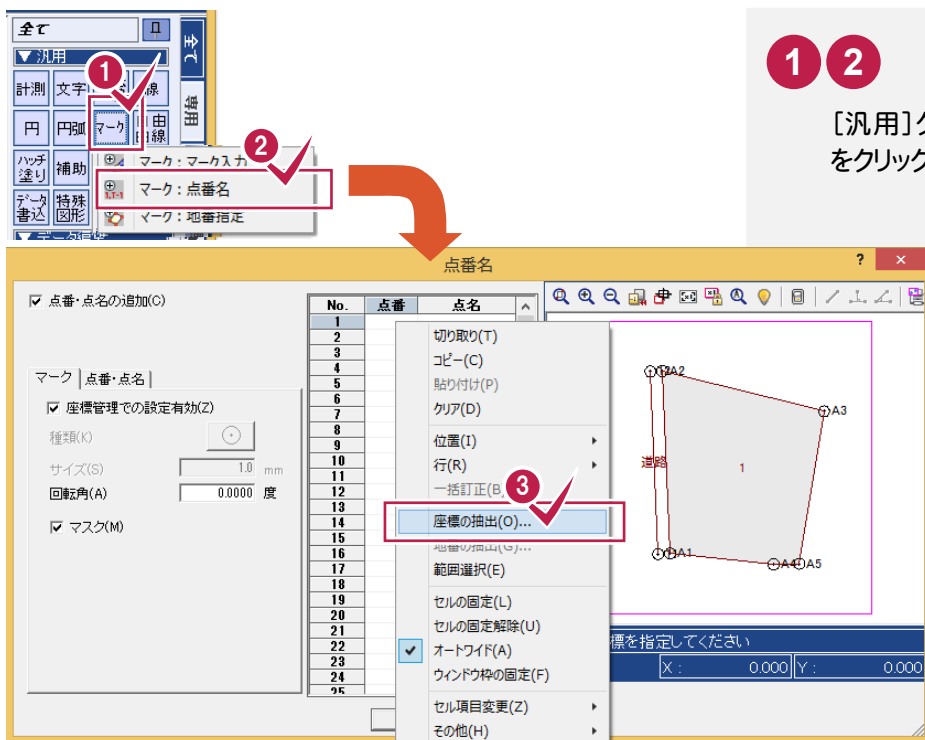 全て
全て
専用
▼ 汎用
1
計測 文字 線
円 円弧 マーク 自由曲線
2
ハッチ塗り 補助 マーク：マーク入力
マーク：点番名
データ書込 特殊図形 マーク：地番指定
▼ データ編集
1 2
[汎用]
をクリック
点番名
? ×
点番・点名の追加(C)
マーク 点番・点名
座標管理での設定有効(Z)
種類(K)
サイズ(S) 1.0 mm
回転角(A) 0.0000 度
マスク(M)
No. 点番 点名
1
2
3
4
5
6
7
8
9
10
11
12
13
14
15
16
17
18
19
20
21
22
23
24
25
切り取り(T)
コピー(C)
貼り付け(P)
クリア(D)
位置(I)
行(R)
一括訂正(B)
3
座標の抽出(O)...
地番の抽出(G)...
範囲選択(E)
セルの固定(L)
セルの固定解除(U)
オートワイド(A)
ウィンドウ枠の固定(F)
セル項目変更(Z)
その他(H)
A2
A3
道路
1
A1
A4 A5
標を指定してください
X : 0.000 Y : 0.000